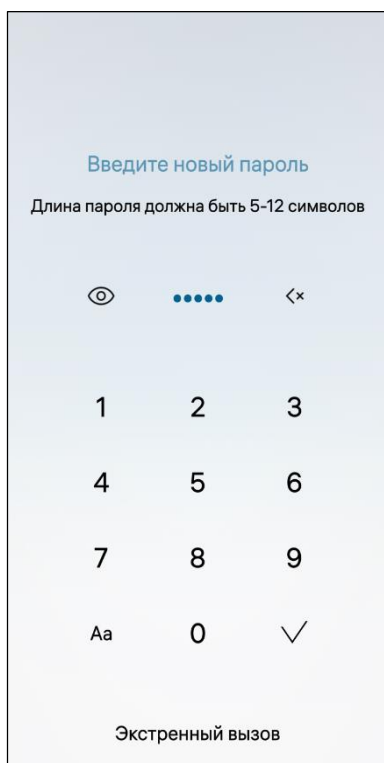 Введите новый пароль
Длина пароля должна быть 5-12 символов
•••••
1 2 3
4 5 6
7 8 9
Aa 0
Экстренный вызов